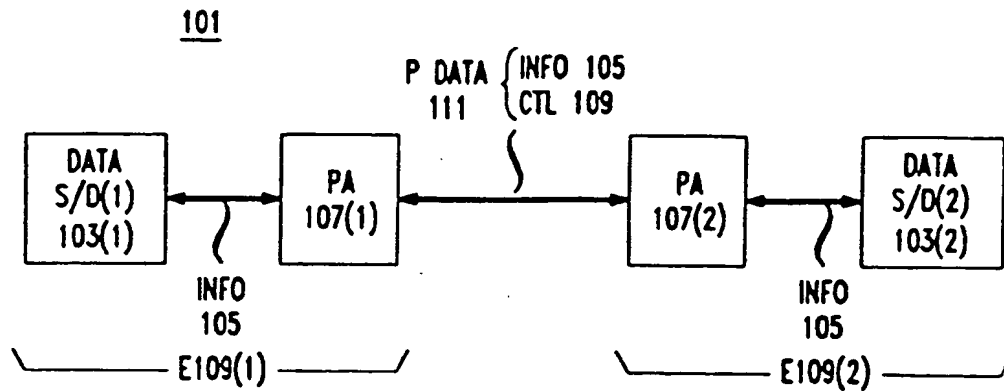 101
P DATA
111
INFO 105
CTL 109
DATA
S/D(1)
103(1)
PA
107(1)
PA
107(2)
DATA
S/D(2)
103(2)
INFO
105
INFO
105
E109(1)
E109(2)